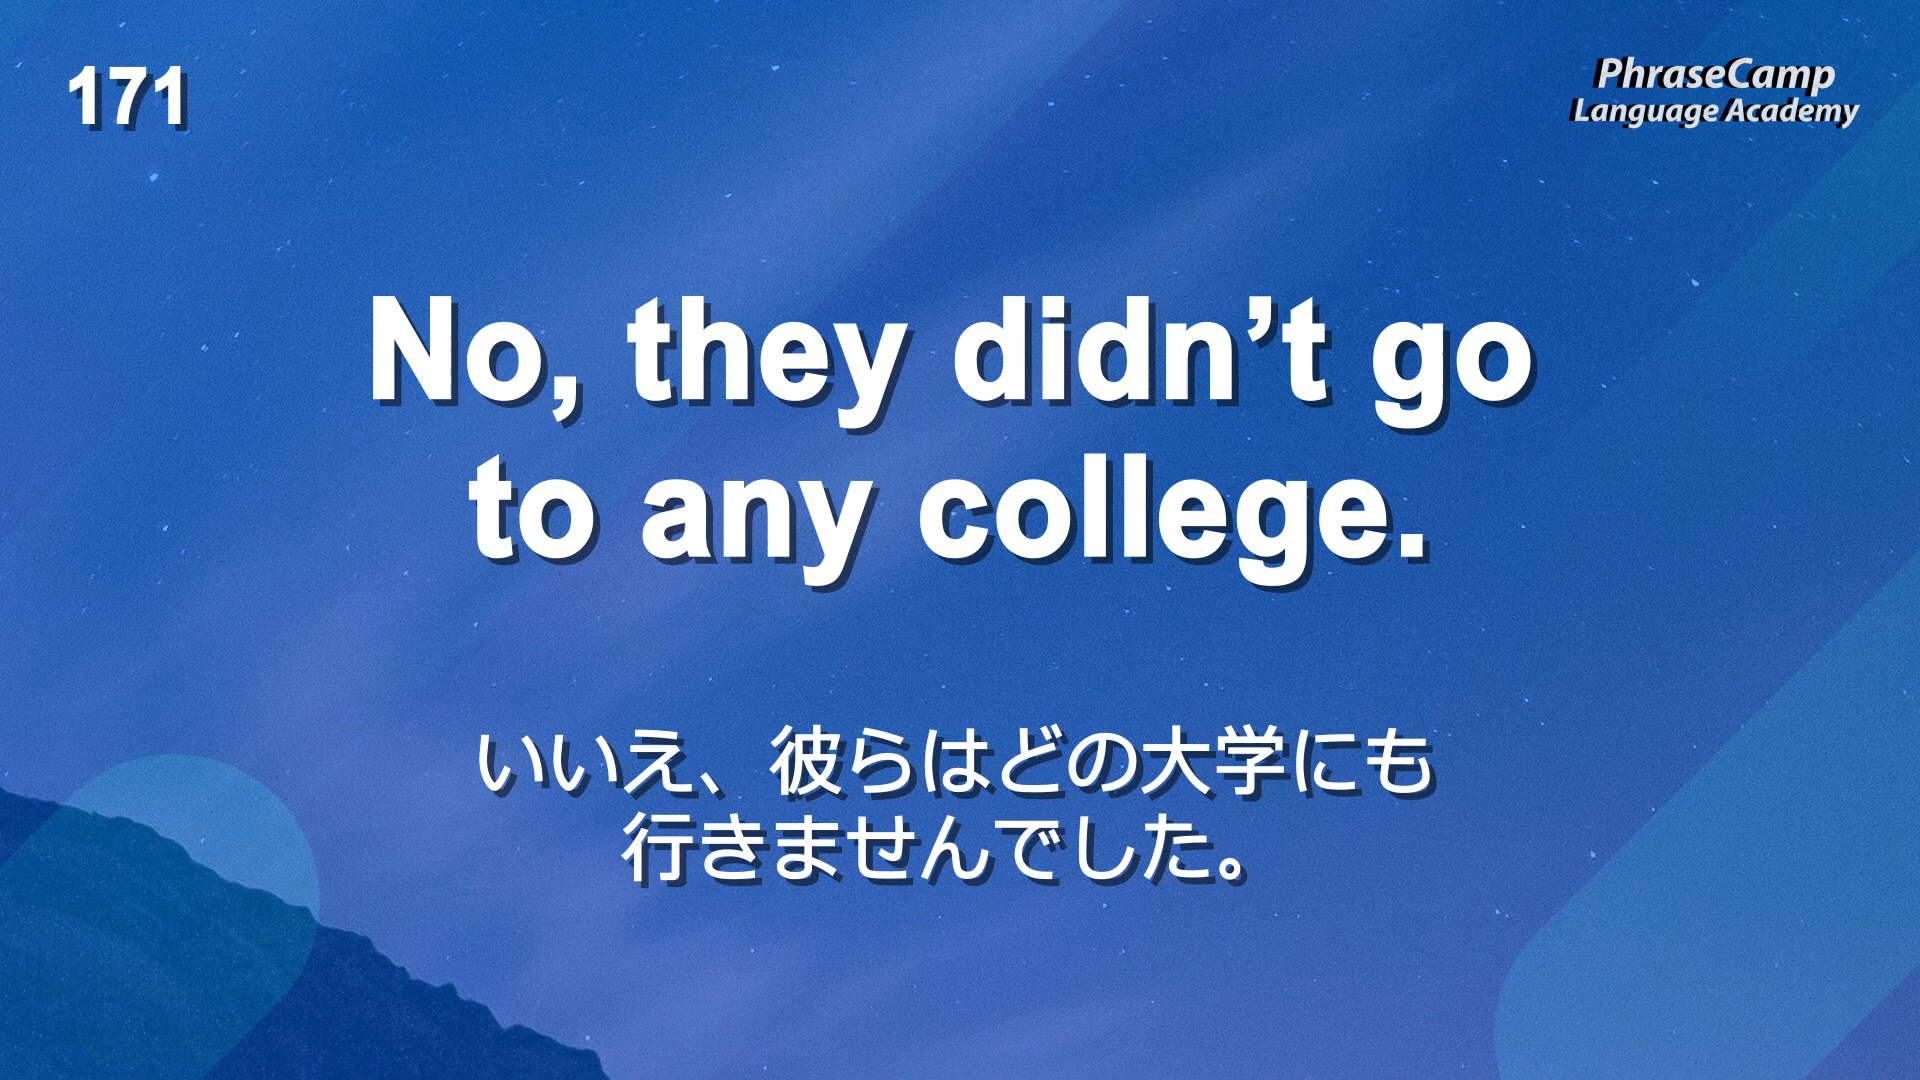 171
PhraseCamp
Language Academy
No, they didn’t go
to any college.
いいえ、彼らはどの大学にも
行きませんでした。